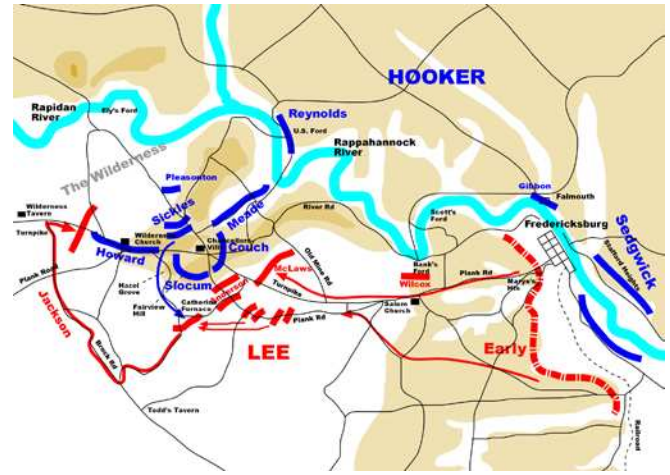 HOOKER
Rapidan
River
Ely's Ford
Reynolds
U.S. Ford
Rappahannock
River
The Wilderness
Pleasonton
Gibbon
Falmouth
Wilderness
Tavern
Sickles
Meade
River Rd
Scott's
Ford
Fredericksburg
Sedgwick
Stafford Heights
Turnpike
Wilderness
Church
Chancellors-
Ville
Couch
Howard
Old Mine Rd
Bank's
Ford
Plank Rd
Marye's
Hts
Plank Road
McLaws
Wilcox
Hazel
Grove
Slocum
Anderson
Turnpike
Salem
Church
Jackson
Fairview
Hill
Catherine
Furnace
Plank Rd
LEE
Early
Brock Rd
Todd's Tavern
Railroad